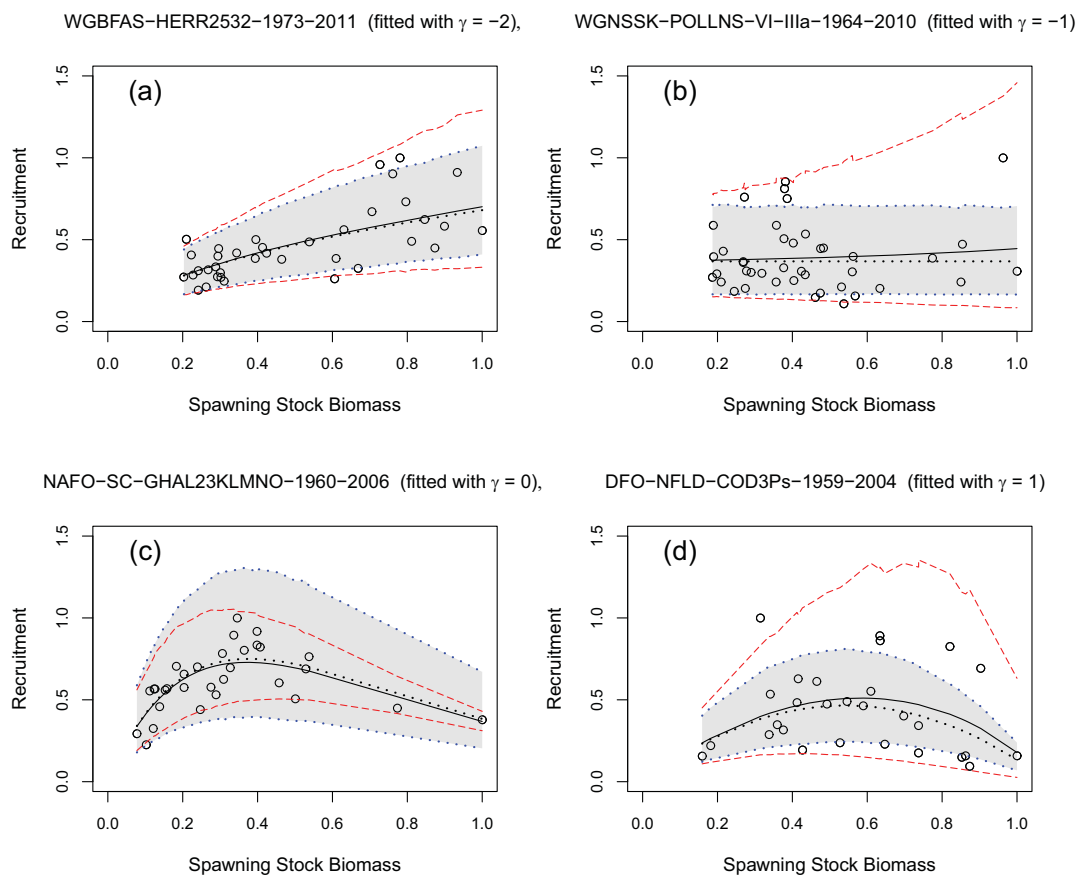 WGBFAS−HERR2532−1973−2011 (fitted with γ = −2),
WGNSSK−POLLNS−VI−IIIa−1964−2010 (fitted with γ = −1)
(a)
Recruitment
0.0 0.5 1.0 1.5
0.0 0.2 0.4 0.6 0.8 1.0
Spawning Stock Biomass
(b)
Recruitment
0.0 0.5 1.0 1.5
0.0 0.2 0.4 0.6 0.8 1.0
Spawning Stock Biomass
NAFO−SC−GHAL23KLMNO−1960−2006 (fitted with γ = 0),
DFO−NFLD−COD3Ps−1959−2004 (fitted with γ = 1)
(c)
Recruitment
0.0 0.5 1.0 1.5
0.0 0.2 0.4 0.6 0.8 1.0
Spawning Stock Biomass
(d)
Recruitment
0.0 0.5 1.0 1.5
0.0 0.2 0.4 0.6 0.8 1.0
Spawning Stock Biomass